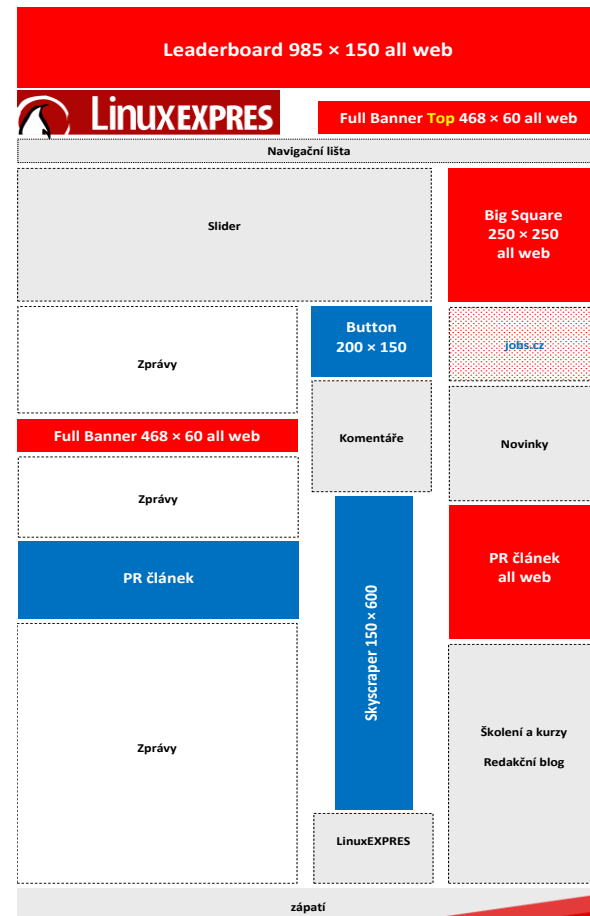 Leaderboard 985 × 150 all web
LinuxEXPRES
Full Banner Top 468 × 60 all web
Navigační lišta
Slider
Big Square
250 × 250
all web
Zprávy
Button
200 × 150
jobs.cz
Full Banner 468 × 60 all web
Komentáře
Novinky
Zprávy
PR článek
Skyscraper 150 × 600
PR článek
all web
Zprávy
Školení a kurzy
Redakční blog
LinuxEXPRES
zápatí